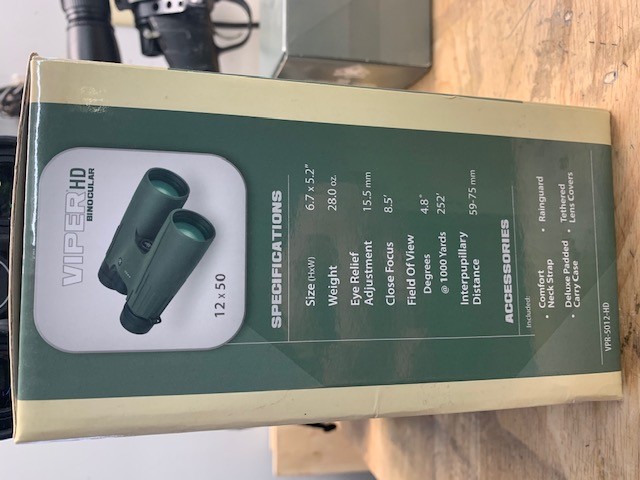 VIPER HD
BINOCULAR
12 x 50
SPECIFICATIONS
Size (HxW) 6.7 x 5.2"
Weight 28.0 oz.
Eye Relief
Adjustment 15.5 mm
Close Focus 8.5'
Field Of View
Degrees 4.8°
@ 1000 Yards 252'
Interpupillary
Distance 59-75 mm
ACCESSORIES
Included:
• Comfort
Neck Strap
• Rainguard
• Deluxe Padded
Carry Case
• Tethered
Lens Covers
VPR-5012-HD